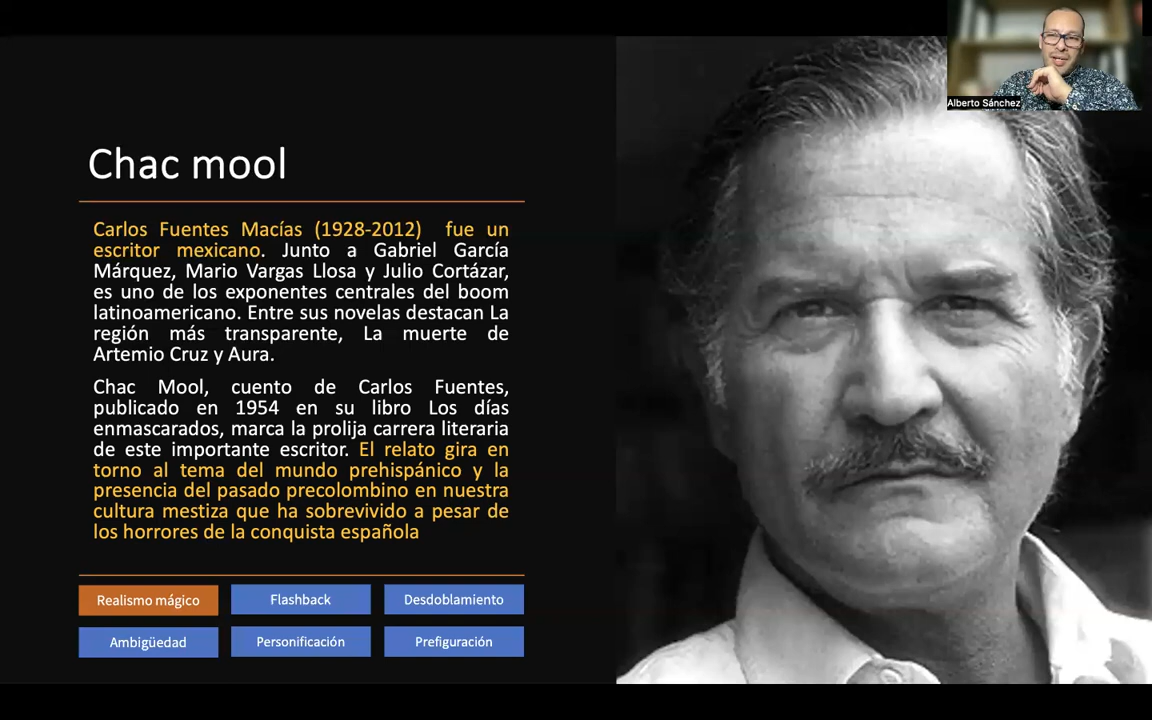 Alberto Sánchez
Chac mool
Carlos Fuentes Macías (1928-2012) fue un
escritor mexicano. Junto a Gabriel García
Márquez, Mario Vargas Llosa y Julio Cortázar,
es uno de los exponentes centrales del boom
latinoamericano. Entre sus novelas destacan La
región más transparente, La muerte de
Artemio Cruz y Aura.
Chac Mool, cuento de Carlos Fuentes,
publicado en 1954 en su libro Los días
enmascarados, marca la prolija carrera literaria
de este importante escritor. El relato gira en
torno al tema del mundo prehispánico y la
presencia del pasado precolombino en nuestra
cultura mestiza que ha sobrevivido a pesar de
los horrores de la conquista española
Realismo mágico
Flashback
Desdoblamiento
Ambigüedad
Personificación
Prefiguración